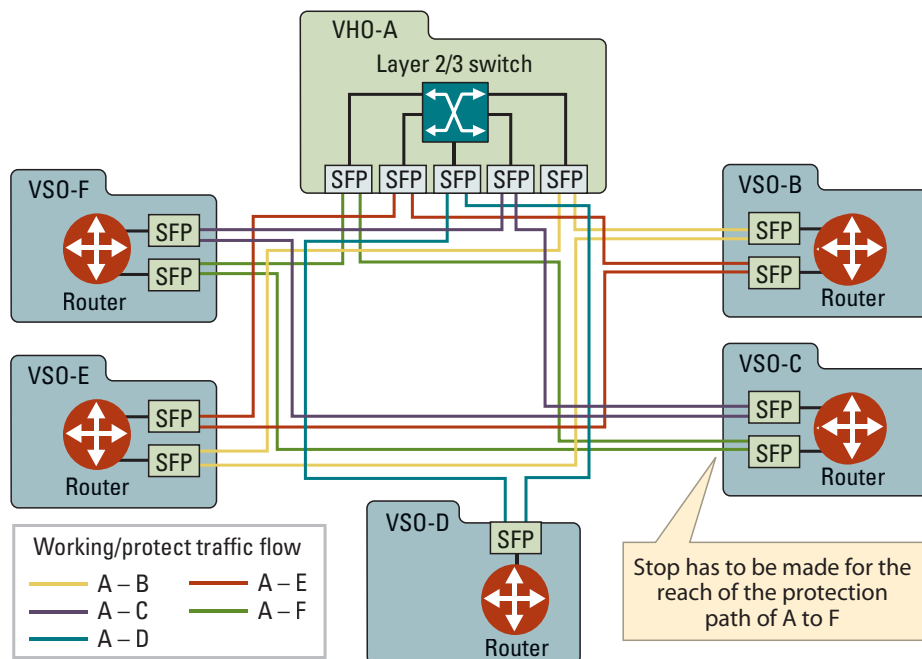 VHO-A
Layer 2/3 switch
SFP SFP SFP SFP SFP
VSO-F
SFP
SFP
Router
VSO-B
SFP
SFP
Router
VSO-E
SFP
SFP
Router
VSO-C
SFP
SFP
Router
VSO-D
SFP
Router
Working/protect traffic flow
A – B
A – C
A – D
A – E
A – F
Stop has to be made for the
reach of the protection
path of A to F